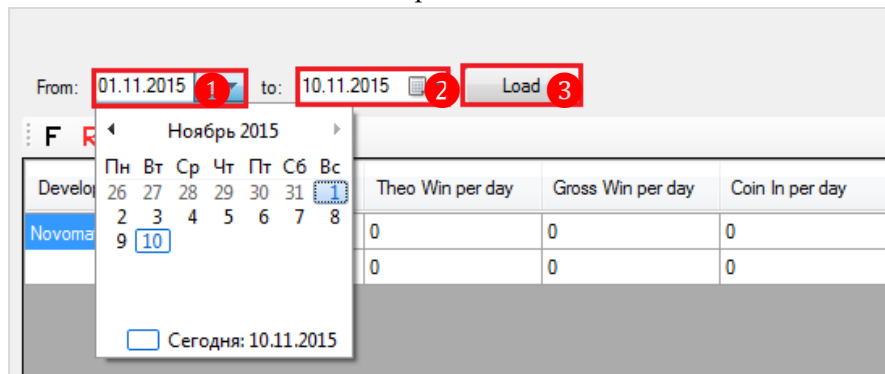 From: 01.11.2015 1 to: 10.11.2015 2 Load 3
F R
Ноябрь 2015
Пн Вт Ср Чт Пт Сб Вс
26 27 28 29 30 31 1
2 3 4 5 6 7 8
9 10
Сегодня: 10.11.2015
Theo Win per day Gross Win per day Coin In per day
0 0 0
0 0 0